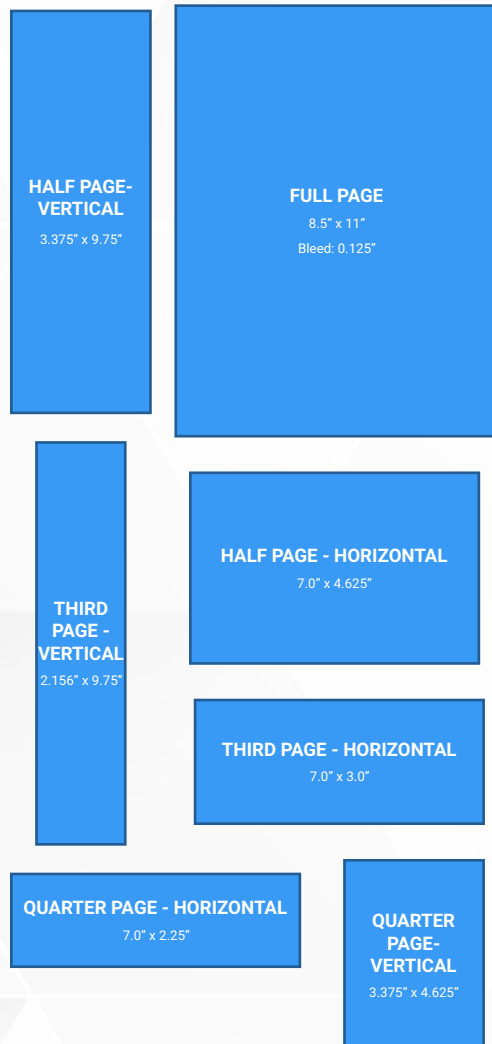 HALF PAGE-
VERTICAL
3.375” x 9.75”
FULL PAGE
8.5” x 11”
Bleed: 0.125”
THIRD
PAGE -
VERTICAL
2.156” x 9.75”
HALF PAGE - HORIZONTAL
7.0” x 4.625”
THIRD PAGE - HORIZONTAL
7.0” x 3.0”
QUARTER PAGE - HORIZONTAL
7.0” x 2.25”
QUARTER
PAGE-
VERTICAL
3.375” x 4.625”